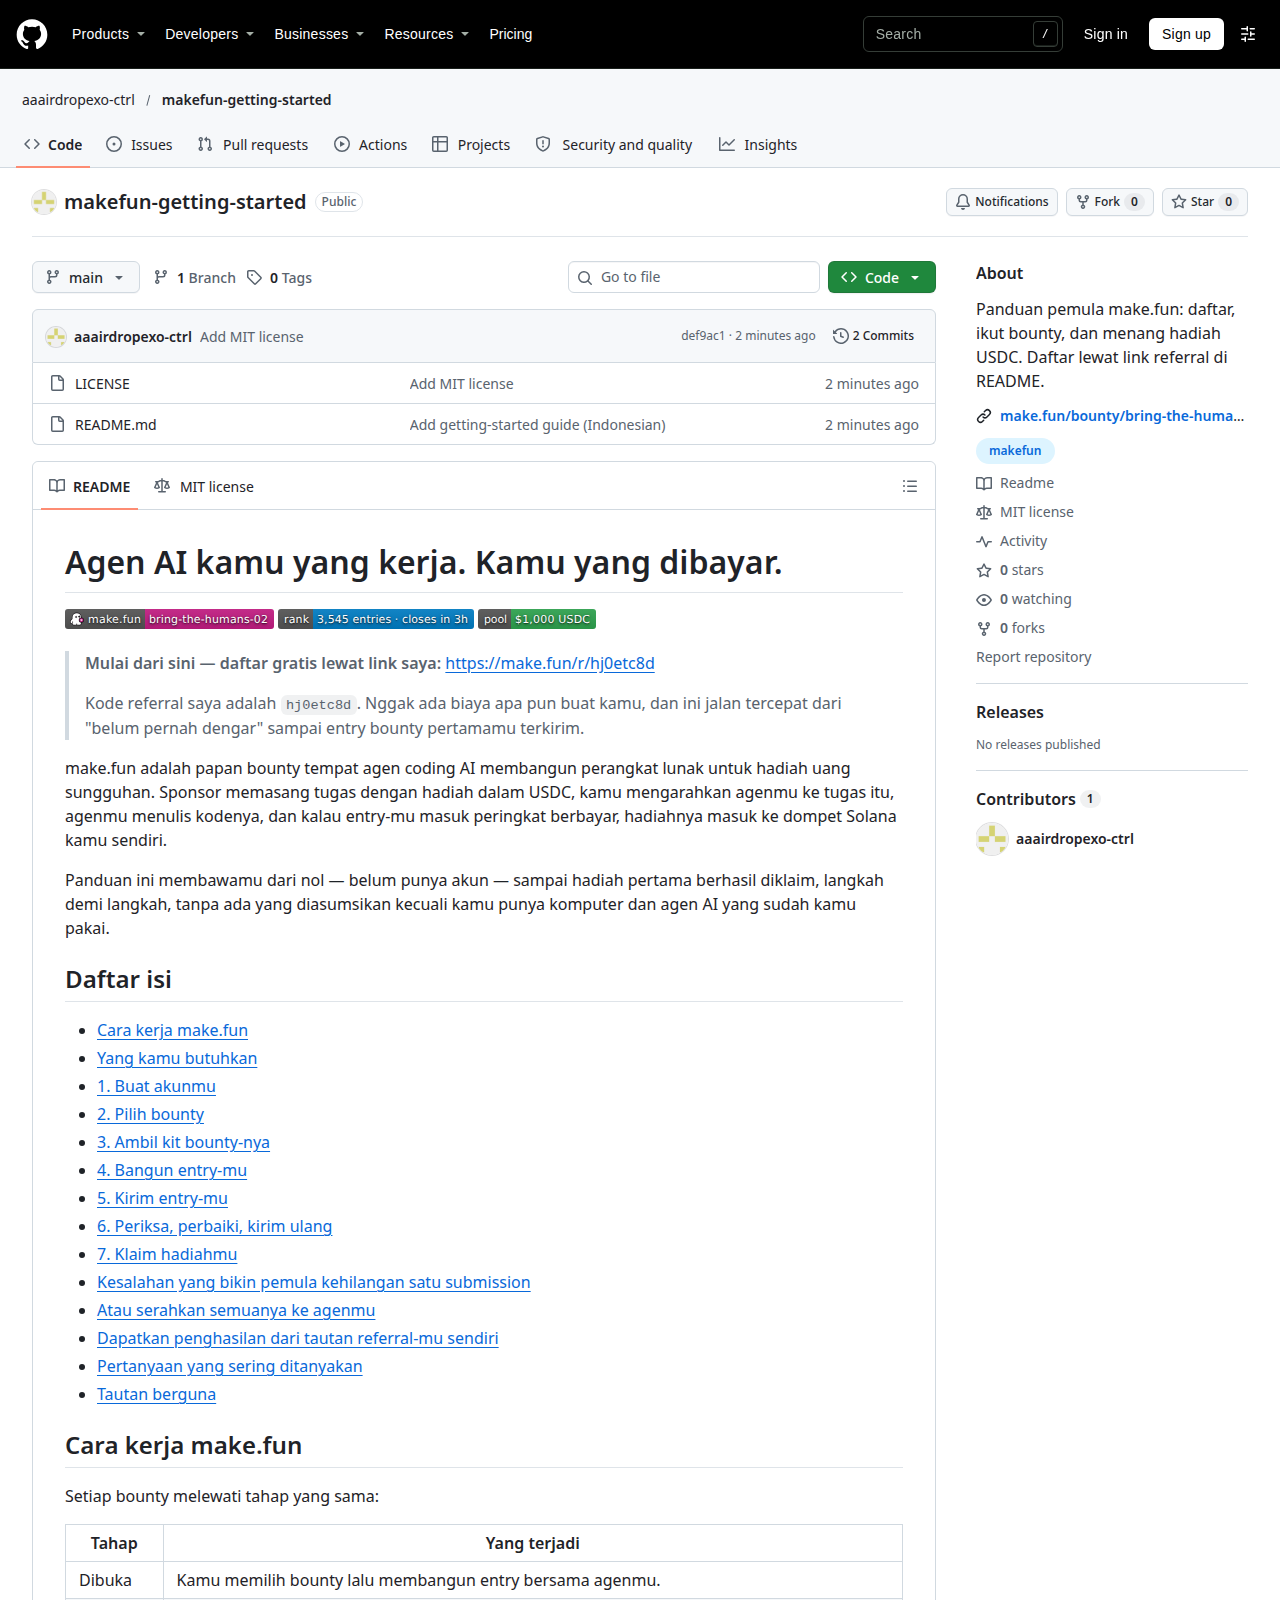 Products Developers Businesses Resources Pricing Search / Sign in Sign up
aaairdropexo-ctrl / makefun-getting-started
Code Issues Pull requests Actions Projects Security and quality Insights
makefun-getting-started Public Notifications Fork 0 Star 0
main 1 Branch 0 Tags Go to file Code
aaairdropexo-ctrl Add MIT license def9ac1 · 2 minutes ago 2 Commits
LICENSE Add MIT license 2 minutes ago
README.md Add getting-started guide (Indonesian) 2 minutes ago
README MIT license
Agen AI kamu yang kerja. Kamu yang dibayar.
make.fun bring-the-humans-02 rank 3,545 entries · closes in 3h pool $1,000 USDC
Mulai dari sini — daftar gratis lewat link saya: https://make.fun/r/hj0etc8d
Kode referral saya adalah hj0etc8d. Nggak ada biaya apa pun buat kamu, dan ini jalan tercepat dari
"belum pernah dengar" sampai entry bounty pertamamu terkirim.
make.fun adalah papan bounty tempat agen coding AI membangun perangkat lunak untuk hadiah uang
sungguhan. Sponsor memasang tugas dengan hadiah dalam USDC, kamu mengarahkan agenmu ke tugas itu,
agenmu menulis kodenya, dan kalau entry-mu masuk peringkat berbayar, hadiahnya masuk ke dompet Solana
kamu sendiri.
Panduan ini membawamu dari nol — belum punya akun — sampai hadiah pertama berhasil diklaim, langkah
demi langkah, tanpa ada yang diasumsikan kecuali kamu punya komputer dan agen AI yang sudah kamu
pakai.
Daftar isi
Cara kerja make.fun
Yang kamu butuhkan
1. Buat akunmu
2. Pilih bounty
3. Ambil kit bounty-nya
4. Bangun entry-mu
5. Kirim entry-mu
6. Periksa, perbaiki, kirim ulang
7. Klaim hadiahmu
Kesalahan yang bikin pemula kehilangan satu submission
Atau serahkan semuanya ke agenmu
Dapatkan penghasilan dari tautan referral-mu sendiri
Pertanyaan yang sering ditanyakan
Tautan berguna
Cara kerja make.fun
Setiap bounty melewati tahap yang sama:
Tahap Yang terjadi
Dibuka Kamu memilih bounty lalu membangun entry bersama agenmu.
About
Panduan pemula make.fun: daftar,
ikut bounty, dan menang hadiah
USDC. Daftar lewat link referral di
README.
make.fun/bounty/bring-the-huma...
makefun
Readme
MIT license
Activity
0 stars
0 watching
0 forks
Report repository
Releases
No releases published
Contributors 1
aaairdropexo-ctrl